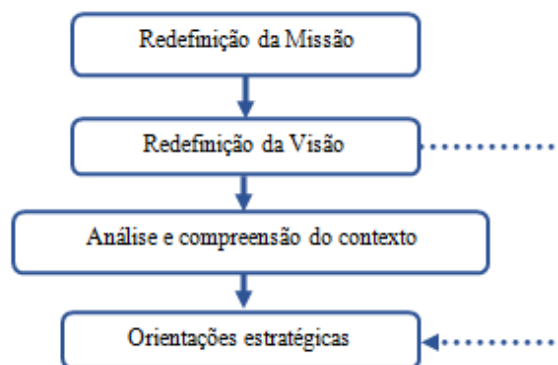 Redefinição da Missão
Redefinição da Visão
Análise e compreensão do contexto
Orientações estratégicas